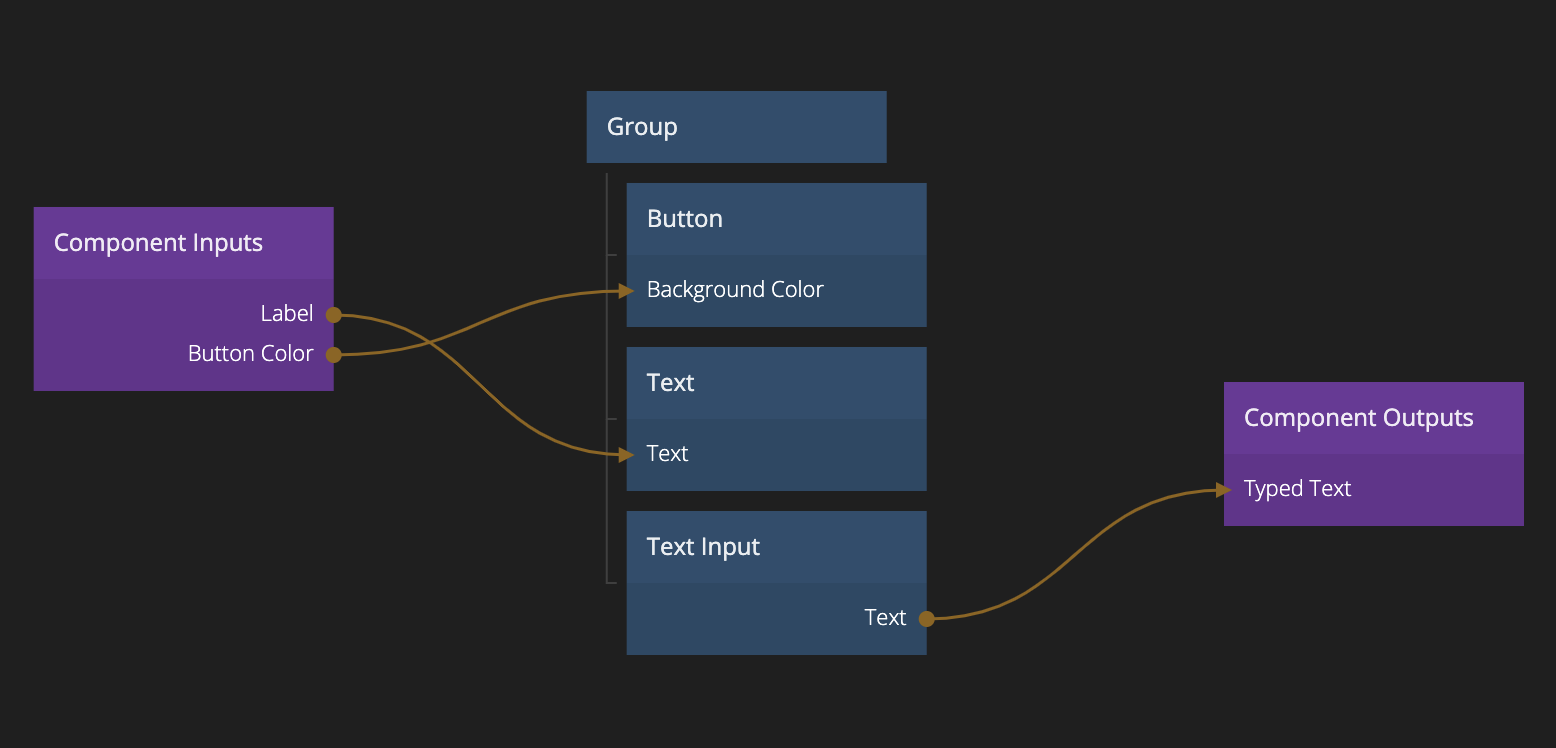 Group
Button
Background Color
Component Inputs
Label
Button Color
Text
Text
Text Input
Text
Component Outputs
Typed Text